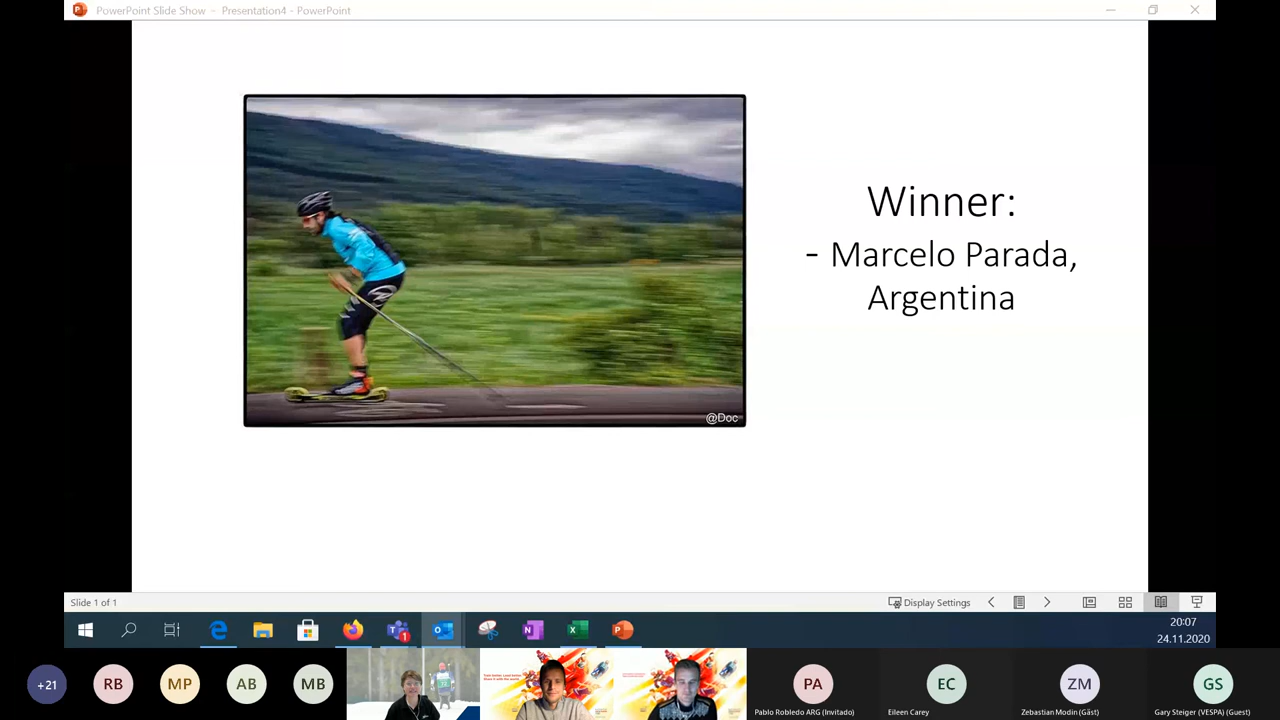 PowerPoint Slide Show - Presentation4 - PowerPoint
Winner:
- Marcelo Parada,
Argentina
@Doc
Slide 1 of 1
Display Settings
1
20:07
24.11.2020
+21
RB
MP
AB
MB
PA
EC
ZM
GS
Pablo Robledo ARG (Invitado)
Eileen Carey
Zebastian Modin (Gäst)
Gary Steiger (VESPA) (Guest)